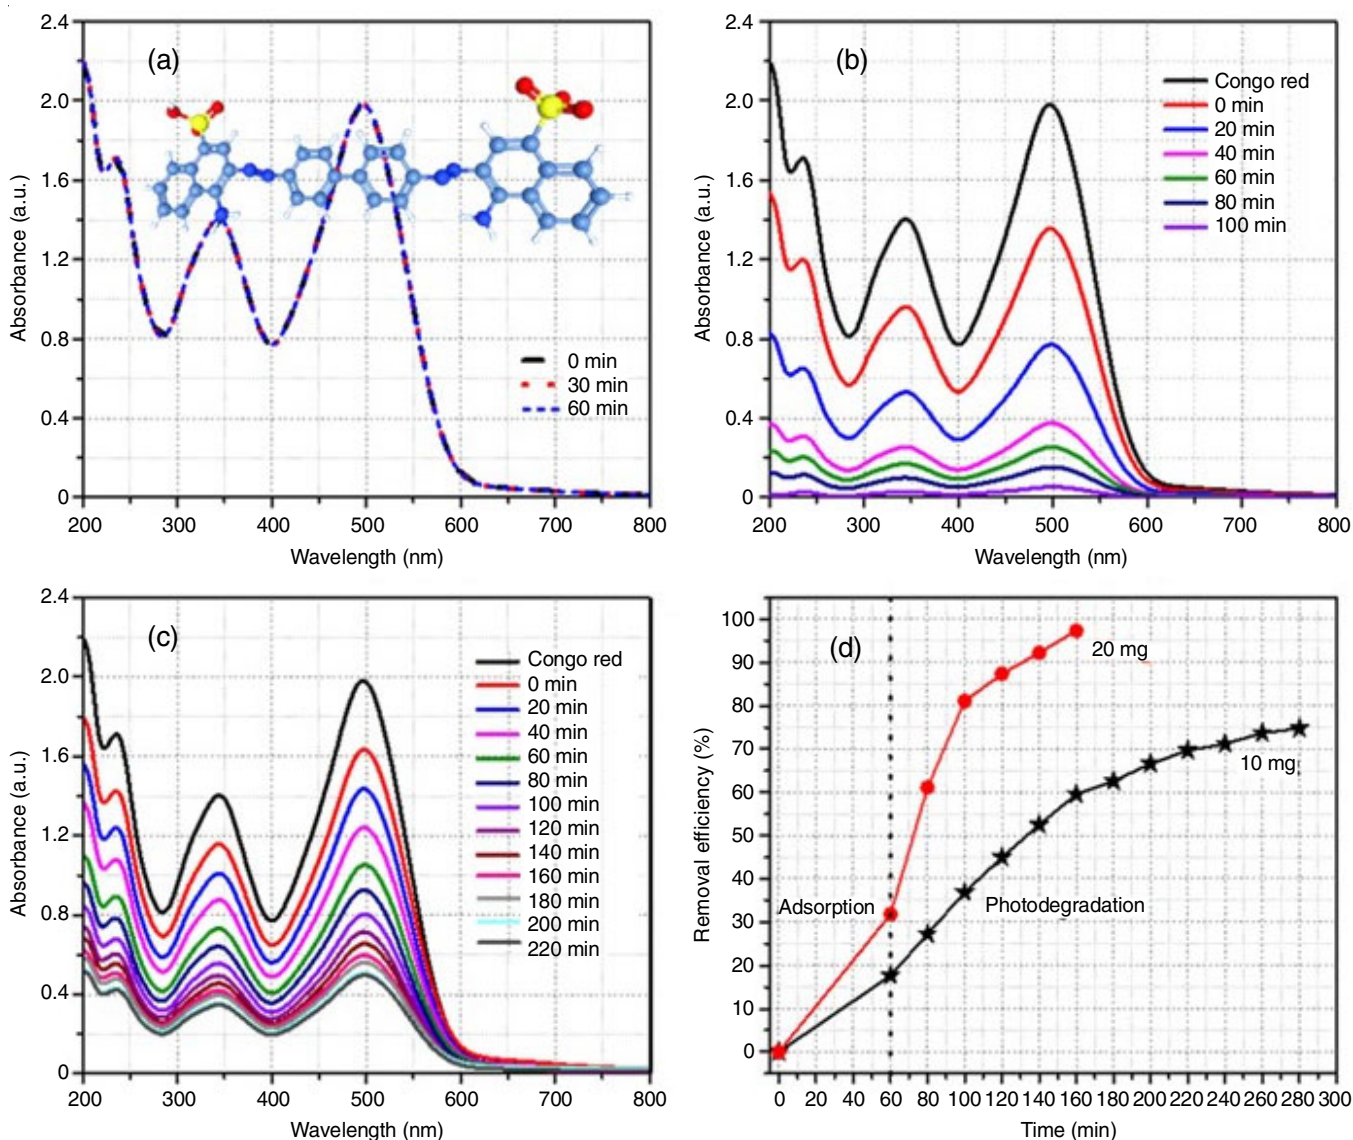 (a)
2.4
2.0
1.6
1.2
0.8
0.4
0
Absorbance (a.u.)
0 min
30 min
60 min
200 300 400 500 600 700 800
Wavelength (nm)
(b)
2.4
2.0
1.6
1.2
0.8
0.4
0
Absorbance (a.u.)
Congo red
0 min
20 min
40 min
60 min
80 min
100 min
200 300 400 500 600 700 800
Wavelength (nm)
(c)
2.4
2.0
1.6
1.2
0.8
0.4
0
Absorbance (a.u.)
Congo red
0 min
20 min
40 min
60 min
80 min
100 min
120 min
140 min
160 min
180 min
200 min
220 min
200 300 400 500 600 700 800
Wavelength (nm)
(d)
100
90
80
70
60
50
40
30
20
10
0
Removal efficiency (%)
20 mg
10 mg
Adsorption
Photodegradation
0 20 40 60 80 100 120 140 160 180 200 220 240 260 280 300
Time (min)